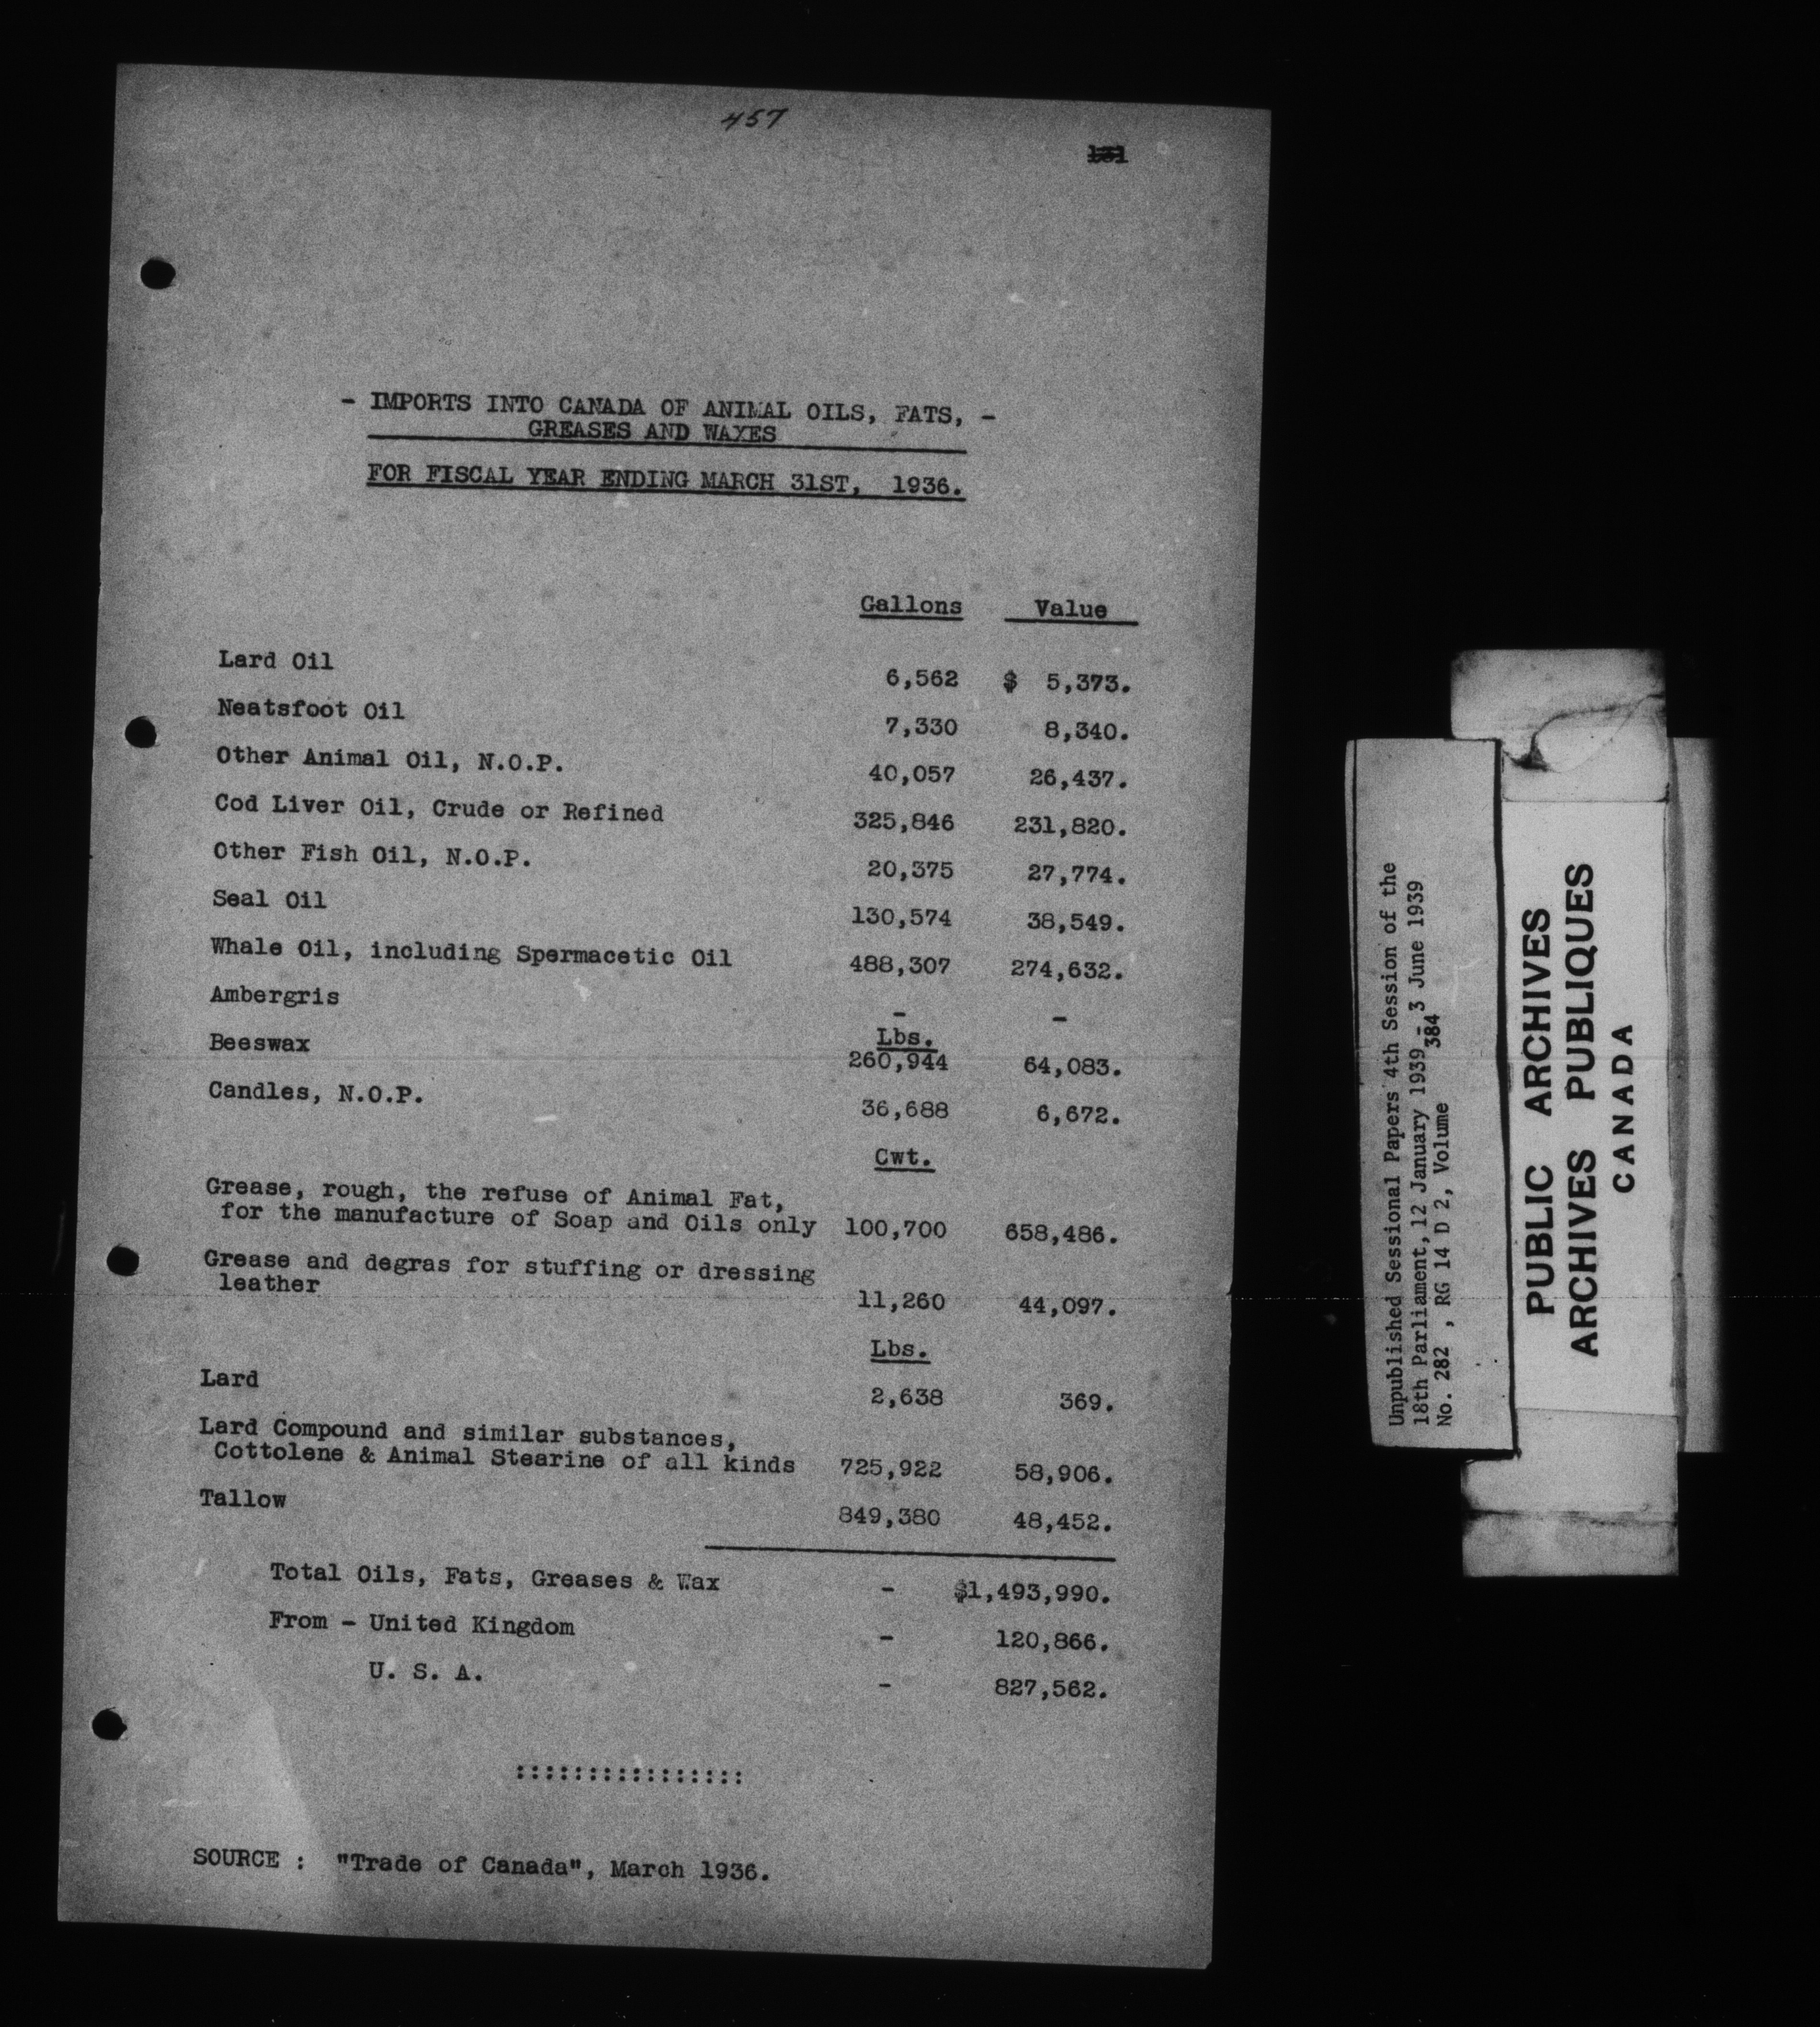 457
131
- IMPORTS INTO CANADA OF ANIMAL OILS, FATS, -
GREASES AND WAXES
FOR FISCAL YEAR ENDING MARCH 31ST, 1936.
Gallons Value
Lard Oil 6,562 $ 5,373.
Neatsfoot Oil 7,330 8,340.
Other Animal Oil, N.O.P. 40,057 26,437.
Cod Liver Oil, Crude or Refined 325,846 231,820.
Other Fish Oil, N.O.P. 20,375 27,774.
Seal Oil 130,574 38,549.
Whale Oil, including Spermacetic Oil 488,307 274,632.
Ambergris - -
Lbs.
Beeswax 260,944 64,083.
Candles, N.O.P. 36,688 6,672.
Cwt.
Grease, rough, the refuse of Animal Fat,
for the manufacture of Soap and Oils only 100,700 658,486.
Grease and degras for stuffing or dressing
leather 11,260 44,097.
Lbs.
Lard 2,638 369.
Lard Compound and similar substances,
Cottolene & Animal Stearine of all kinds 725,922 58,906.
Tallow 849,380 48,452.
Total Oils, Fats, Greases & Wax - $1,493,990.
From - United Kingdom - 120,866.
U. S. A. - 827,562.
::::::::::::::::
SOURCE : "Trade of Canada", March 1936.
Unpublished Sessional Papers 4th Session of the
18th Parliament, 12 January 1939 - 3 June 1939
No. 282 , RG 14 D 2, Volume 384
PUBLIC ARCHIVES
ARCHIVES PUBLIQUES
CANADA